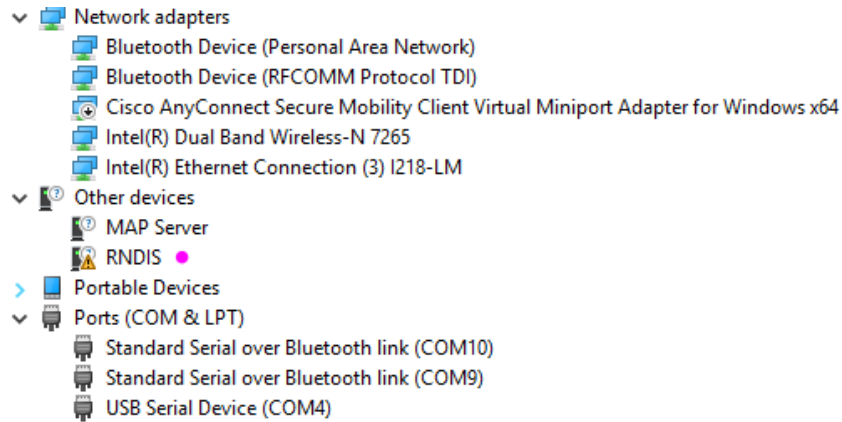 Network adapters
Bluetooth Device (Personal Area Network)
Bluetooth Device (RFCOMM Protocol TDI)
Cisco AnyConnect Secure Mobility Client Virtual Miniport Adapter for Windows x64
Intel(R) Dual Band Wireless-N 7265
Intel(R) Ethernet Connection (3) I218-LM
Other devices
MAP Server
RNDIS
Portable Devices
Ports (COM & LPT)
Standard Serial over Bluetooth link (COM10)
Standard Serial over Bluetooth link (COM9)
USB Serial Device (COM4)